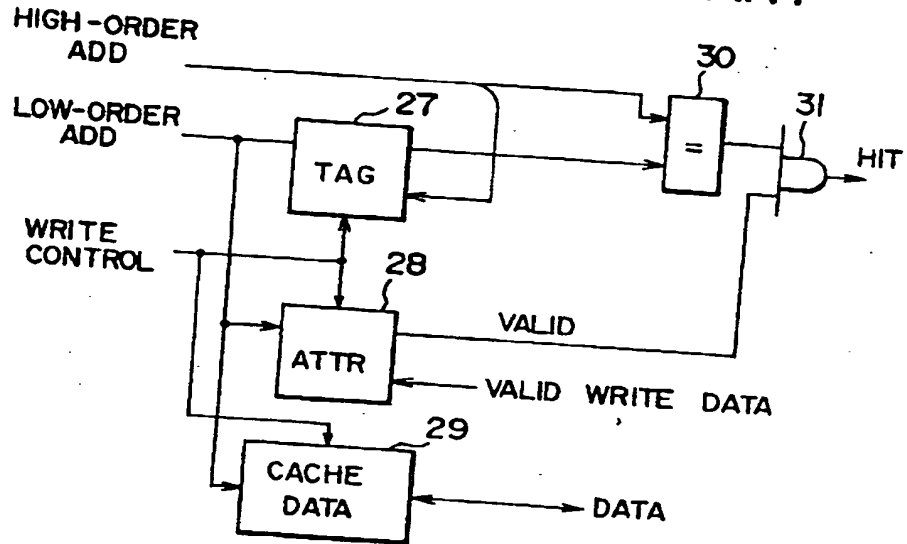 HIGH-ORDER
ADD
30
27
31
LOW-ORDER
ADD
=
HIT
TAG
WRITE
CONTROL
28
VALID
ATTR
VALID WRITE DATA
29
CACHE
DATA
DATA